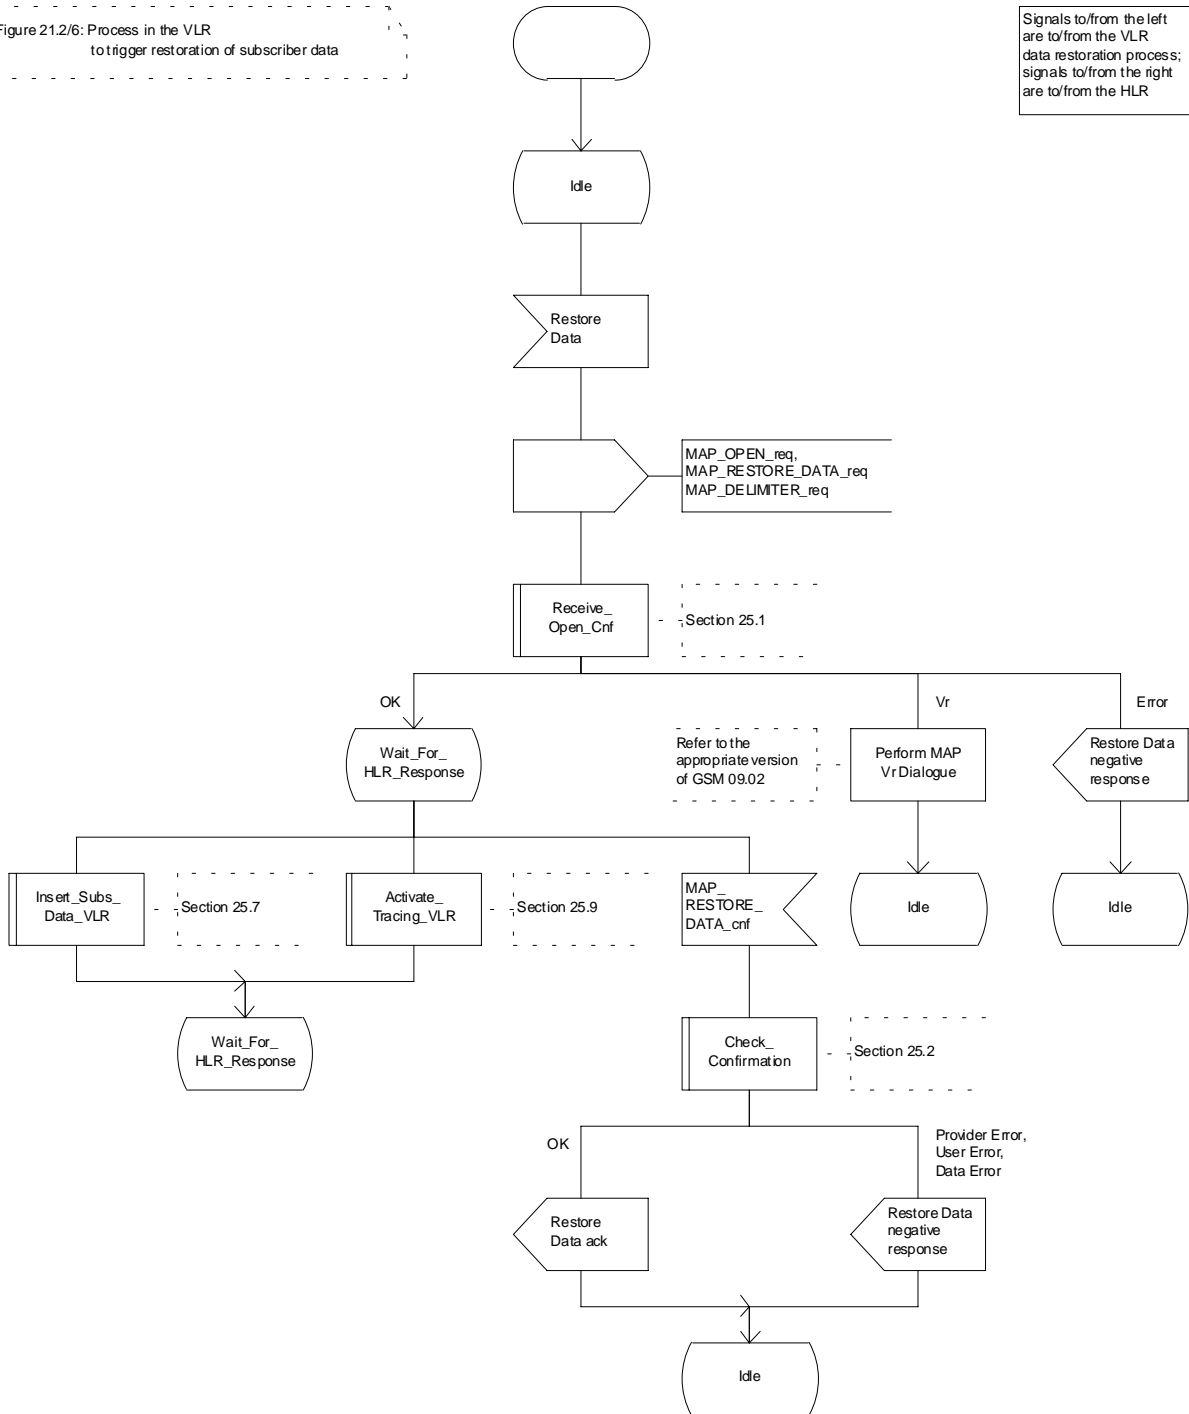 Figure 21.2/6: Process in the VLR
to trigger restoration of subscriber data
Signals to/from the left
are to/from the VLR
data restoration process;
signals to/from the right
are to/from the HLR
Idle
Restore
Data
MAP_OPEN_req,
MAP_RESTORE_DATA_req
MAP_DELIMITER_req
Receive_
Open_Cnf
Section 25.1
OK
Vr
Error
Wait_For_
HLR_Response
Refer to the
appropriate version
of GSM 09.02
Perform MAP
Vr Dialogue
Restore Data
negative
response
Insert_Subs_
Data_VLR
Section 25.7
Activate_
Tracing_VLR
Section 25.9
MAP_
RESTORE_
DATA_cnf
Idle
Idle
Wait_For_
HLR_Response
Check_
Confirmation
Section 25.2
OK
Provider Error,
User Error,
Data Error
Restore
Data ack
Restore Data
negative
response
Idle